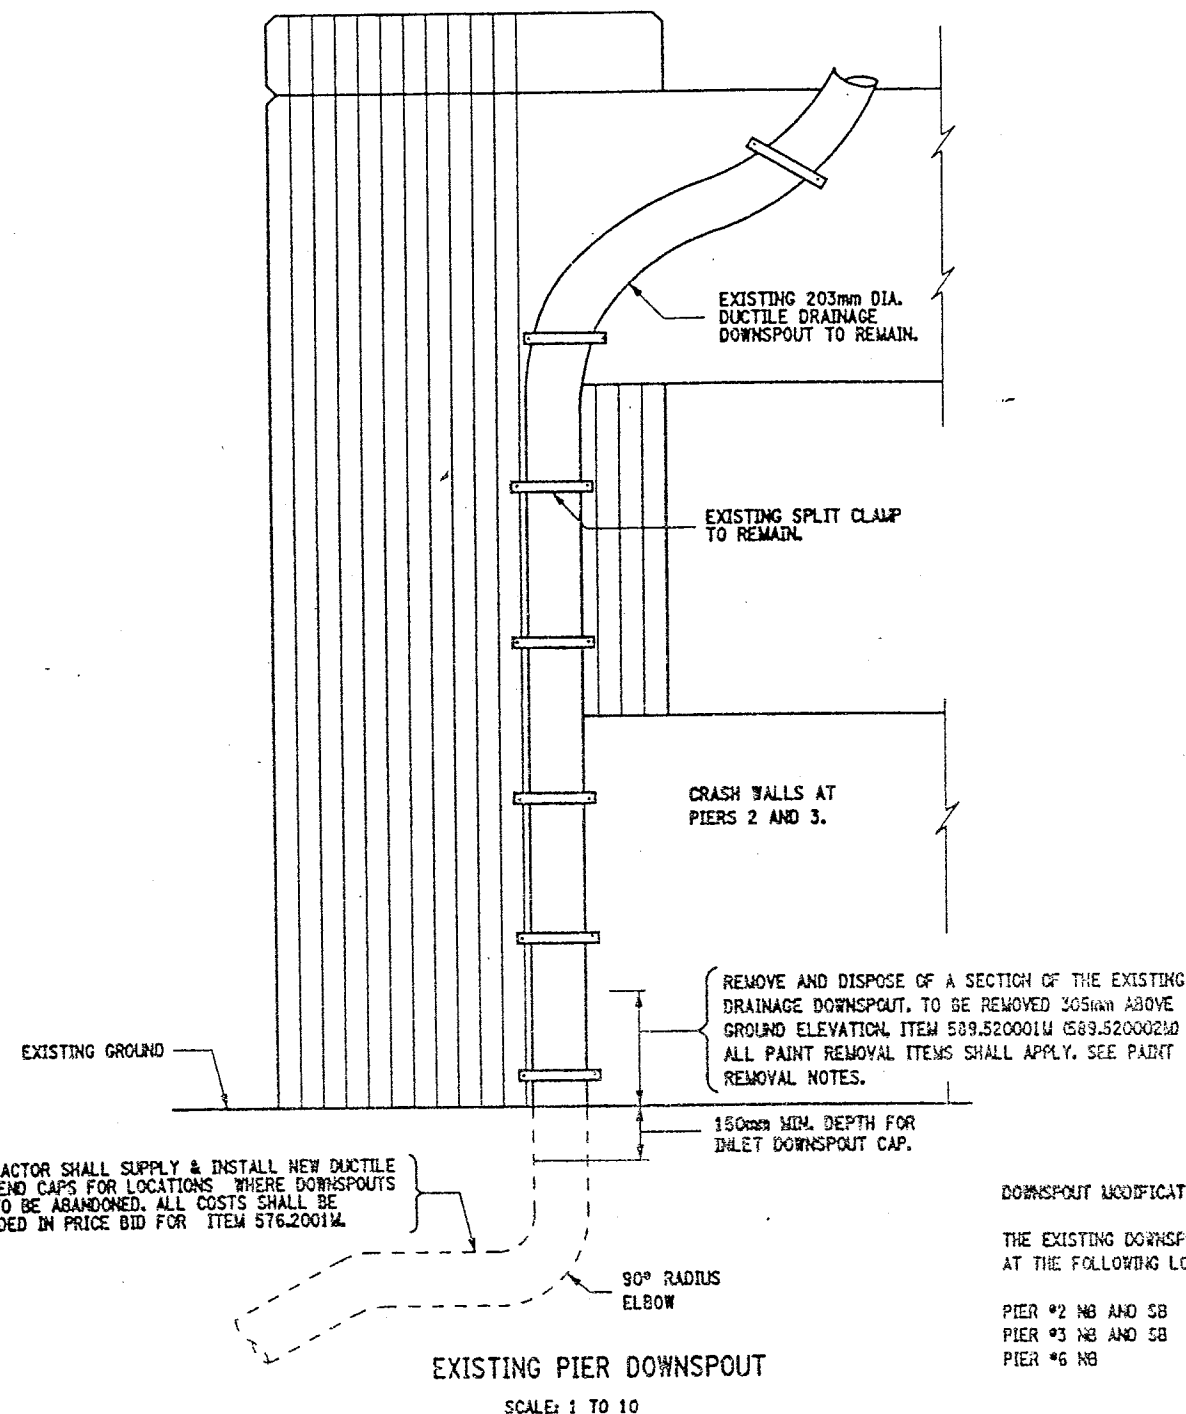 EXISTING 203mm DIA.
DUCTILE DRAINAGE
DOWNSPOUT TO REMAIN.
EXISTING SPLIT CLAMP
TO REMAIN.
CRASH WALLS AT
PIERS 2 AND 3.
REMOVE AND DISPOSE OF A SECTION OF THE EXISTING
DRAINAGE DOWNSPOUT. TO BE REMOVED 305mm ABOVE
GROUND ELEVATION, ITEM 589.520001M (589.520002M)
ALL PAINT REMOVAL ITEMS SHALL APPLY. SEE PAINT
REMOVAL NOTES.
EXISTING GROUND
150mm MIN. DEPTH FOR
INLET DOWNSPOUT CAP.
ACTOR SHALL SUPPLY & INSTALL NEW DUCTILE
END CAPS FOR LOCATIONS WHERE DOWNSPOUTS
TO BE ABANDONED. ALL COSTS SHALL BE
DED IN PRICE BID FOR ITEM 576.2001M.
90° RADIUS
ELBOW
DOWNSPOUT MODIFICAT
THE EXISTING DOWNSP
AT THE FOLLOWING LO
PIER #2 NB AND SB
PIER #3 NB AND SB
PIER #6 NB
EXISTING PIER DOWNSPOUT
SCALE: 1 TO 10